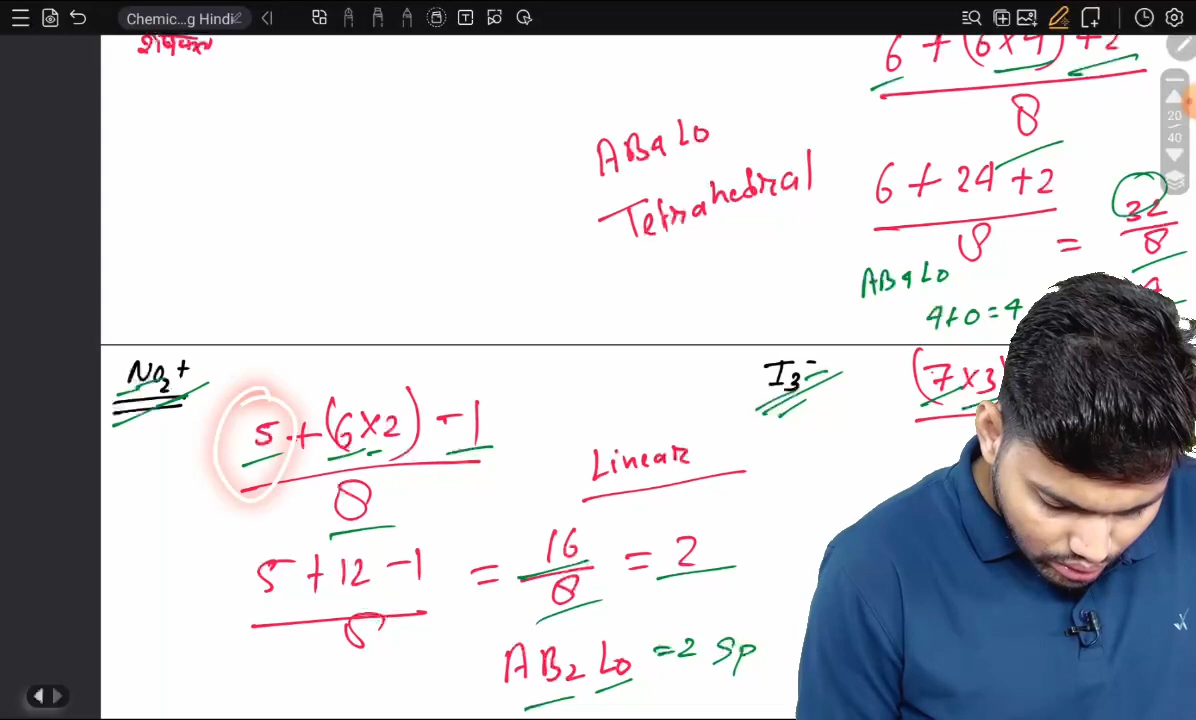 Chemic...g Hindi
6 + (6×4) + 2
8
AB4L0
Tetrahedral
6 + 24 + 2
8
=
32
8
AB4L0
4+0=4
20
40
NO2+
5 + (6×2) - 1
8
Linear
5 + 12 - 1
8
=
16
8
= 2
AB2L0 = 2 Sp
I3-
(7×3)